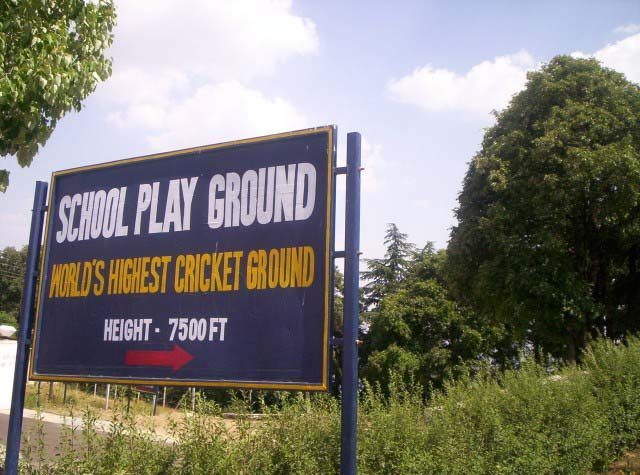 SCHOOL PLAY GROUND
WORLD'S HIGHEST CRICKET GROUND
HEIGHT - 7500 FT